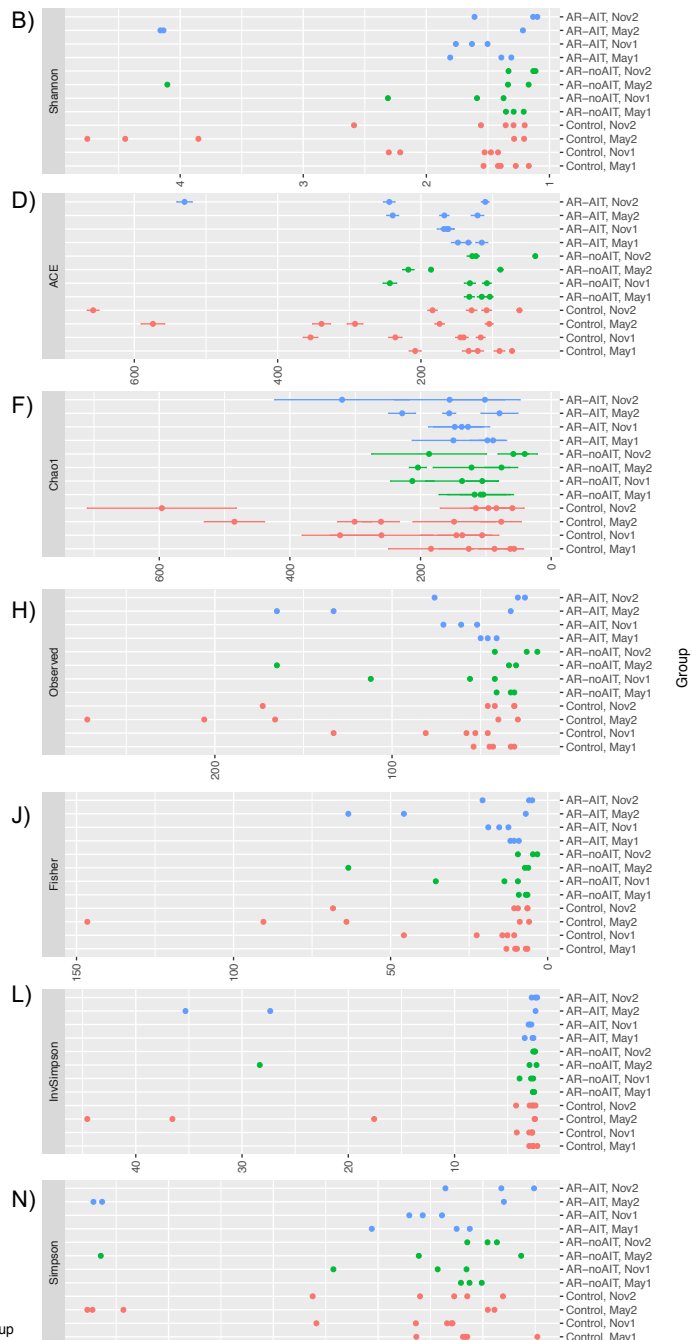 B)
Shannon
AR-AIT, Nov2
AR-AIT, May2
AR-AIT, Nov1
AR-AIT, May1
AR-noAIT, Nov2
AR-noAIT, May2
AR-noAIT, Nov1
AR-noAIT, May1
Control, Nov2
Control, May2
Control, Nov1
Control, May1
4 3 2 1
D)
ACE
AR-AIT, Nov2
AR-AIT, May2
AR-AIT, Nov1
AR-AIT, May1
AR-noAIT, Nov2
AR-noAIT, May2
AR-noAIT, Nov1
AR-noAIT, May1
Control, Nov2
Control, May2
Control, Nov1
Control, May1
600 400 200
F)
Chao1
AR-AIT, Nov2
AR-AIT, May2
AR-AIT, Nov1
AR-AIT, May1
AR-noAIT, Nov2
AR-noAIT, May2
AR-noAIT, Nov1
AR-noAIT, May1
Control, Nov2
Control, May2
Control, Nov1
Control, May1
600 400 200 0
H)
Observed
AR-AIT, Nov2
AR-AIT, May2
AR-AIT, Nov1
AR-AIT, May1
AR-noAIT, Nov2
AR-noAIT, May2
AR-noAIT, Nov1
AR-noAIT, May1
Control, Nov2
Control, May2
Control, Nov1
Control, May1
200 100
Group
J)
Fisher
AR-AIT, Nov2
AR-AIT, May2
AR-AIT, Nov1
AR-AIT, May1
AR-noAIT, Nov2
AR-noAIT, May2
AR-noAIT, Nov1
AR-noAIT, May1
Control, Nov2
Control, May2
Control, Nov1
Control, May1
150 100 50 0
L)
InvSimpson
AR-AIT, Nov2
AR-AIT, May2
AR-AIT, Nov1
AR-AIT, May1
AR-noAIT, Nov2
AR-noAIT, May2
AR-noAIT, Nov1
AR-noAIT, May1
Control, Nov2
Control, May2
Control, Nov1
Control, May1
40 30 20 10
N)
Simpson
AR-AIT, Nov2
AR-AIT, May2
AR-AIT, Nov1
AR-AIT, May1
AR-noAIT, Nov2
AR-noAIT, May2
AR-noAIT, Nov1
AR-noAIT, May1
Control, Nov2
Control, May2
Control, Nov1
Control, May1
up